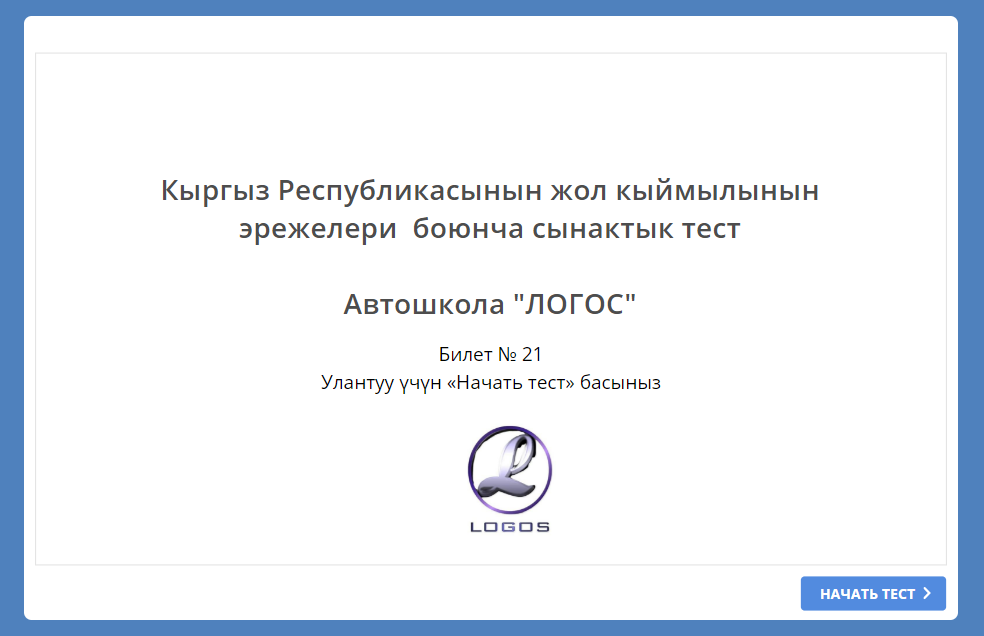 Кыргыз Республикасынын жол кыймылынын
эрежелери боюнча сынактык тест
Автошкола "ЛОГОС"
Билет № 21
Улантуу үчүн «Начать тест» басыныз
LOGOS
НАЧАТЬ ТЕСТ